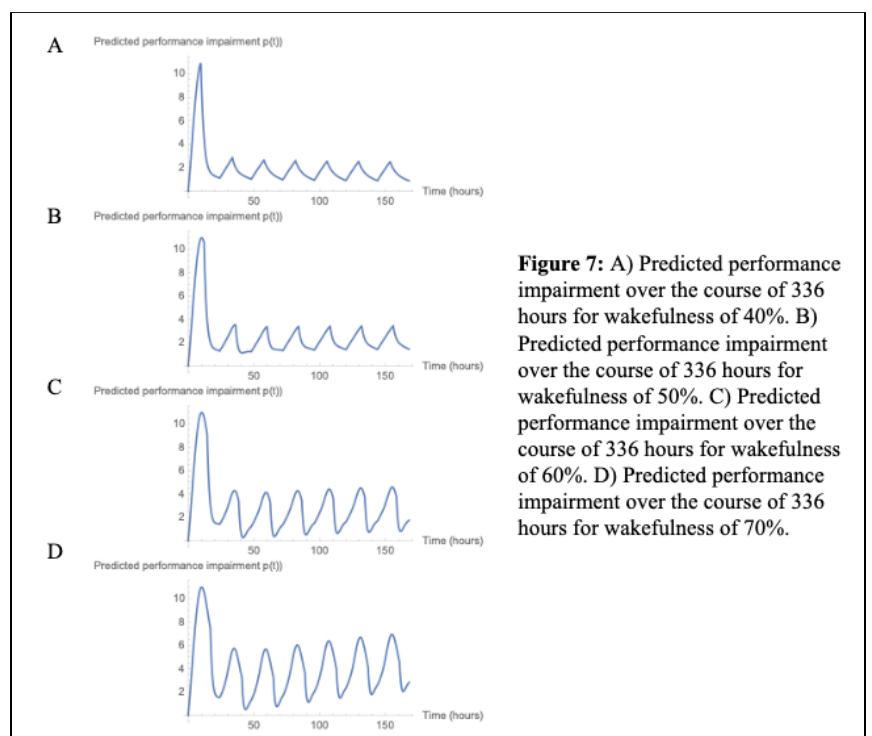 A
Predicted performance impairment p(t))
10
8
6
4
2
50
100
150
Time (hours)
B
Predicted performance impairment p(t))
10
8
6
4
2
50
100
150
Time (hours)
C
Predicted performance impairment p(t))
10
8
6
4
2
50
100
150
Time (hours)
D
Predicted performance impairment p(t))
10
8
6
4
2
50
100
150
Time (hours)
Figure 7: A) Predicted performance
impairment over the course of 336
hours for wakefulness of 40%. B)
Predicted performance impairment
over the course of 336 hours for
wakefulness of 50%. C) Predicted
performance impairment over the
course of 336 hours for wakefulness
of 60%. D) Predicted performance
impairment over the course of 336
hours for wakefulness of 70%.